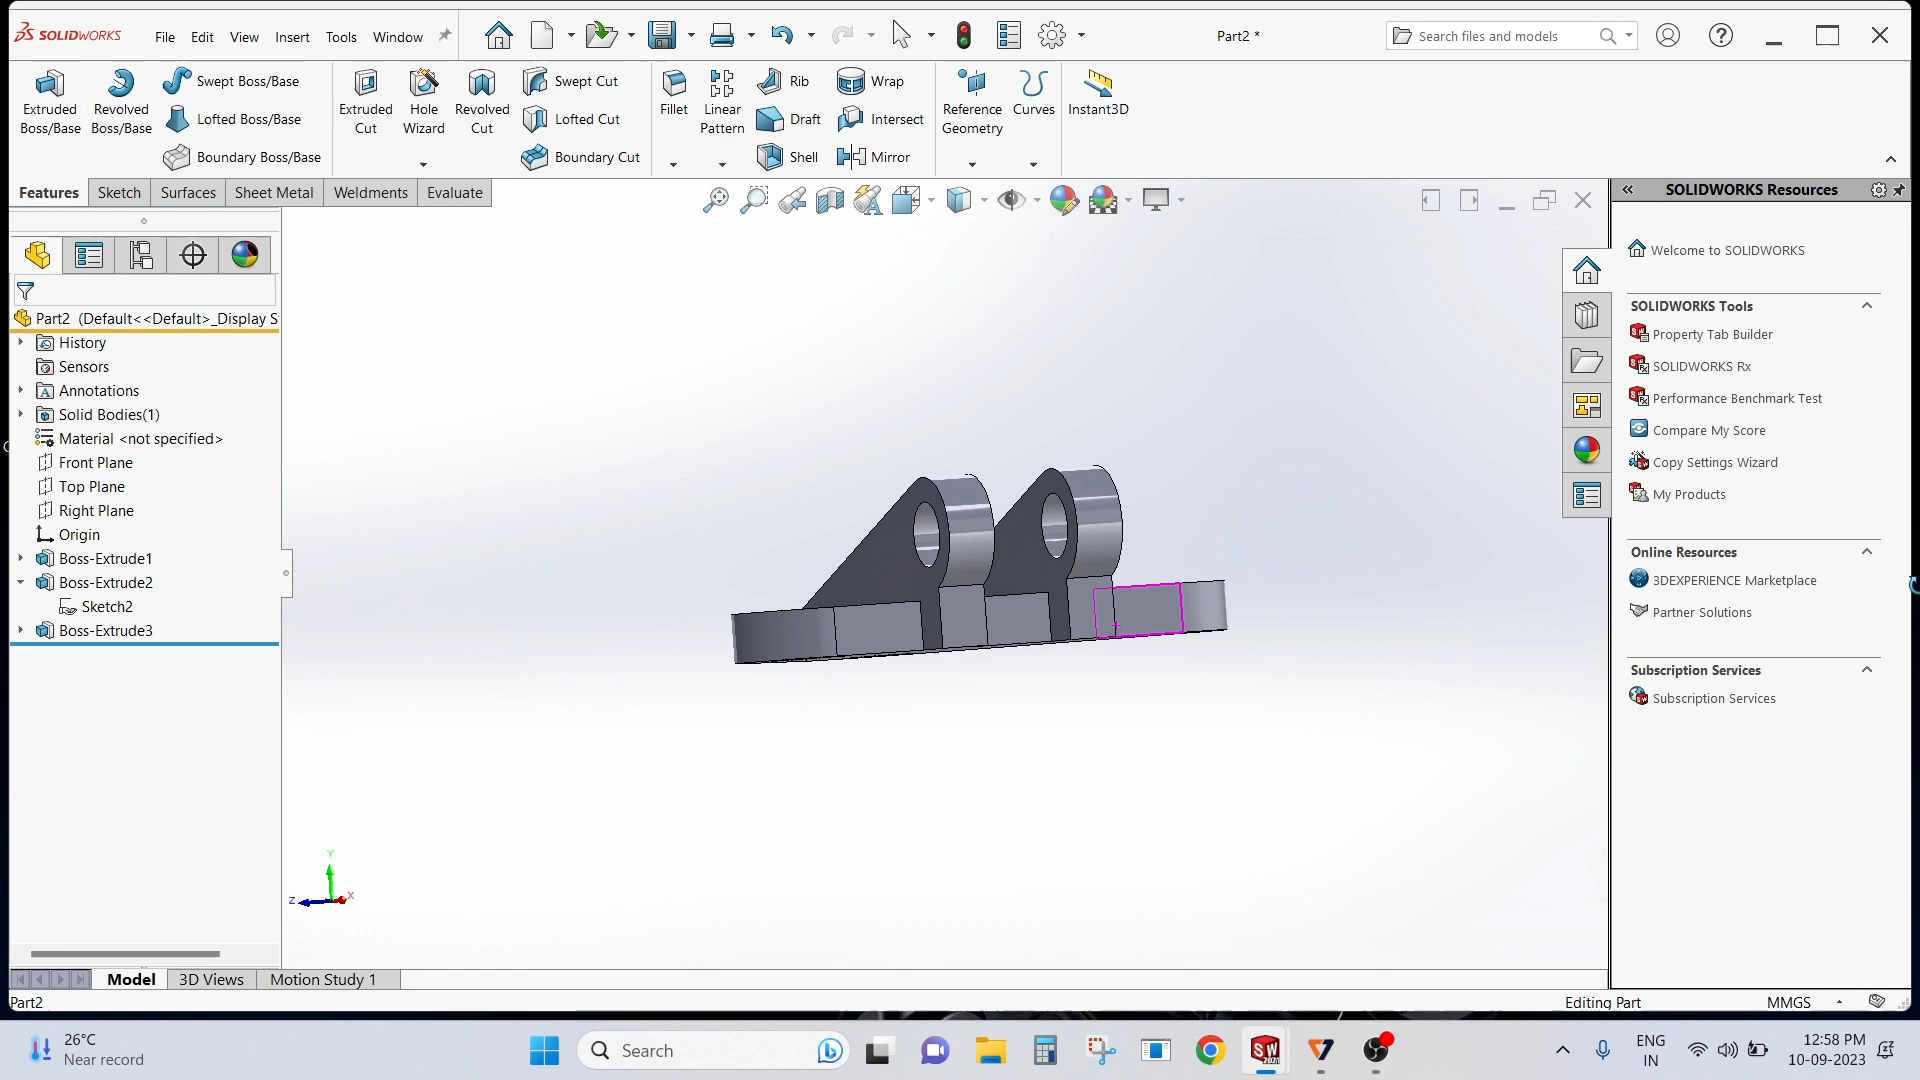 SOLIDWORKS
File Edit View Insert Tools Window
Part2 *
Search files and models
Extruded Boss/Base
Revolved Boss/Base
Swept Boss/Base
Lofted Boss/Base
Boundary Boss/Base
Extruded Cut
Hole Wizard
Revolved Cut
Swept Cut
Lofted Cut
Boundary Cut
Fillet
Linear Pattern
Rib
Draft
Shell
Wrap
Intersect
Mirror
Reference Geometry
Curves
Instant3D
Features Sketch Surfaces Sheet Metal Weldments Evaluate
Part2 (Default<<Default>_Display S
History
Sensors
Annotations
Solid Bodies(1)
Material <not specified>
Front Plane
Top Plane
Right Plane
Origin
Boss-Extrude1
Boss-Extrude2
Sketch2
Boss-Extrude3
Y
Z
X
SOLIDWORKS Resources
Welcome to SOLIDWORKS
SOLIDWORKS Tools
Property Tab Builder
SOLIDWORKS Rx
Performance Benchmark Test
Compare My Score
Copy Settings Wizard
My Products
Online Resources
3DEXPERIENCE Marketplace
Partner Solutions
Subscription Services
Subscription Services
Model 3D Views Motion Study 1
Part2
Editing Part
MMGS
26°C
Near record
Search
SW
2021
ENG
IN
12:58 PM
10-09-2023